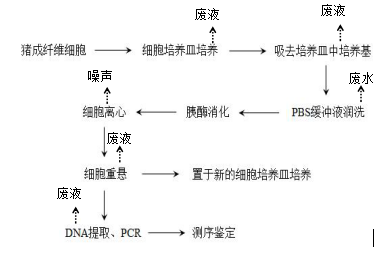 废液
废液
猪成纤维细胞
细胞培养皿培养
吸去培养皿中培养基
噪声
废水
细胞离心
胰酶消化
PBS缓冲液润洗
废液
细胞重悬
置于新的细胞培养皿培养
废液
DNA提取、PCR
测序鉴定